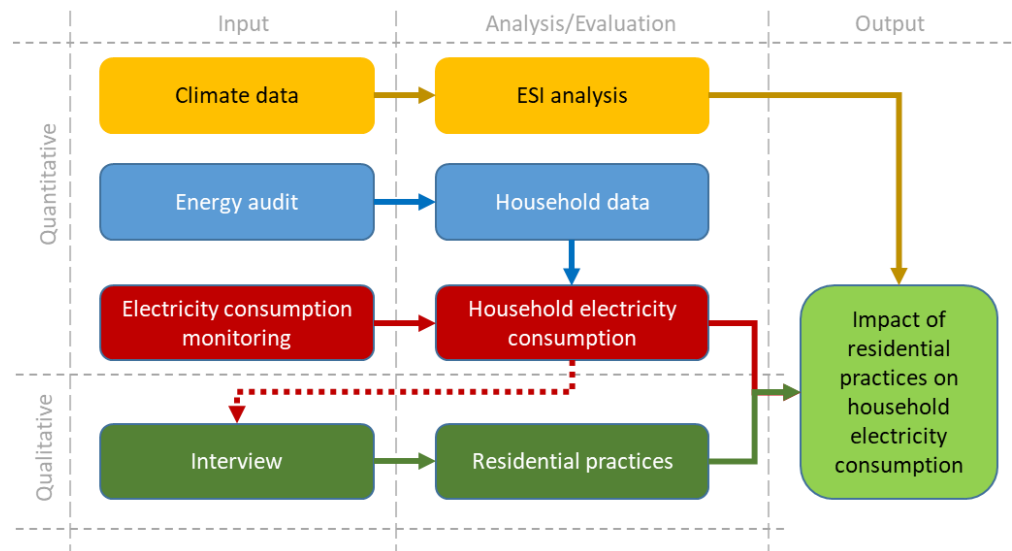 Input
Analysis/Evaluation
Output
Quantitative
Climate data
ESI analysis
Energy audit
Household data
Electricity consumption
monitoring
Household electricity
consumption
Impact of
residential
practices on
household
electricity
consumption
Qualitative
Interview
Residential practices